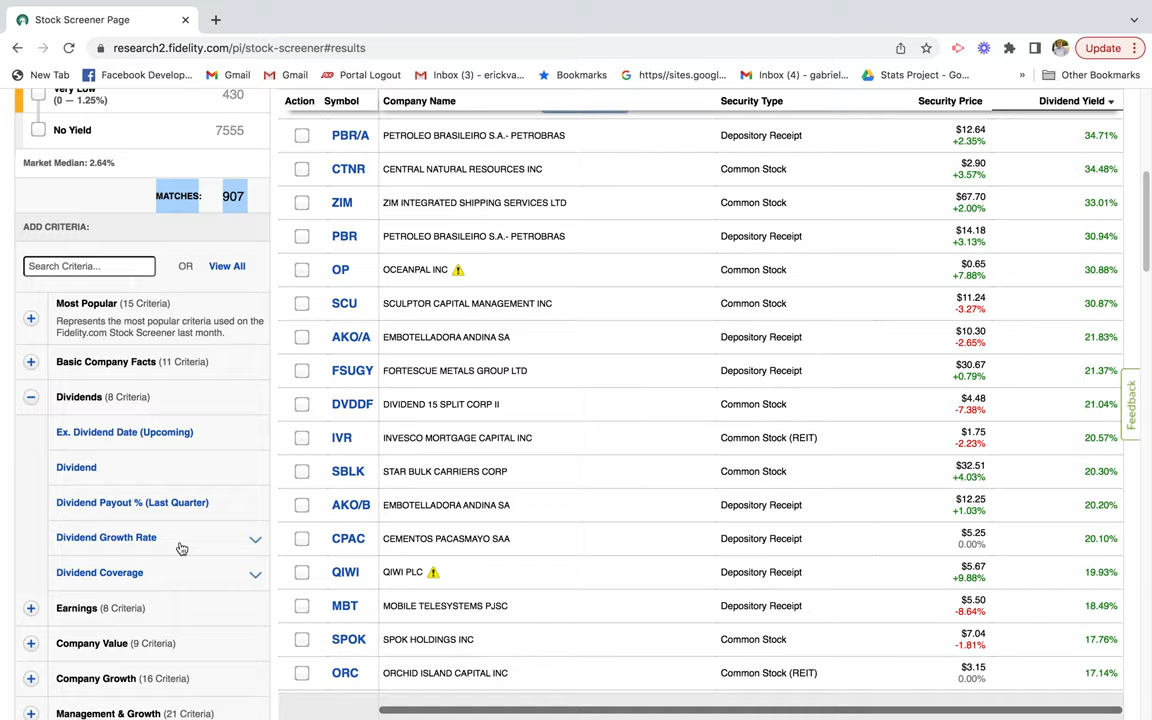 Stock Screener Page
research2.fidelity.com/pi/stock-screener#results
Update
New Tab
Facebook Develop...
Gmail
Gmail
Portal Logout
Inbox (3) - erickva...
Bookmarks
https//sites.googl...
Inbox (4) - gabriel...
Stats Project - Go...
»
Other Bookmarks
Very Low
(0 — 1.25%)
430
No Yield
7555
Market Median: 2.64%
MATCHES: 907
ADD CRITERIA:
Search Criteria...
OR
View All
Most Popular (15 Criteria)
Represents the most popular criteria used on the
Fidelity.com Stock Screener last month.
Basic Company Facts (11 Criteria)
Dividends (8 Criteria)
Ex. Dividend Date (Upcoming)
Dividend
Dividend Payout % (Last Quarter)
Dividend Growth Rate
Dividend Coverage
Earnings (8 Criteria)
Company Value (9 Criteria)
Company Growth (16 Criteria)
Management & Growth (21 Criteria)
Action Symbol Company Name Security Type Security Price Dividend Yield
PBR/A PETROLEO BRASILEIRO S.A.- PETROBRAS Depository Receipt $12.64 +2.35% 34.71%
CTNR CENTRAL NATURAL RESOURCES INC Common Stock $2.90 +3.57% 34.48%
ZIM ZIM INTEGRATED SHIPPING SERVICES LTD Common Stock $67.70 +2.00% 33.01%
PBR PETROLEO BRASILEIRO S.A.- PETROBRAS Depository Receipt $14.18 +3.13% 30.94%
OP OCEANPAL INC Common Stock $0.65 +7.88% 30.88%
SCU SCULPTOR CAPITAL MANAGEMENT INC Common Stock $11.24 -3.27% 30.87%
AKO/A EMBOTELLADORA ANDINA SA Depository Receipt $10.30 -2.65% 21.83%
FSUGY FORTESCUE METALS GROUP LTD Depository Receipt $30.67 +0.79% 21.37%
DVDDF DIVIDEND 15 SPLIT CORP II Common Stock $4.48 -7.38% 21.04%
IVR INVESCO MORTGAGE CAPITAL INC Common Stock (REIT) $1.75 -2.23% 20.57%
SBLK STAR BULK CARRIERS CORP Common Stock $32.51 +4.03% 20.30%
AKO/B EMBOTELLADORA ANDINA SA Depository Receipt $12.25 +1.03% 20.20%
CPAC CEMENTOS PACASMAYO SAA Depository Receipt $5.25 0.00% 20.10%
QIWI QIWI PLC Depository Receipt $5.67 +9.88% 19.93%
MBT MOBILE TELESYSTEMS PJSC Depository Receipt $5.50 -8.64% 18.49%
SPOK SPOK HOLDINGS INC Common Stock $7.04 -1.81% 17.76%
ORC ORCHID ISLAND CAPITAL INC Common Stock (REIT) $3.15 0.00% 17.14%
Feedback